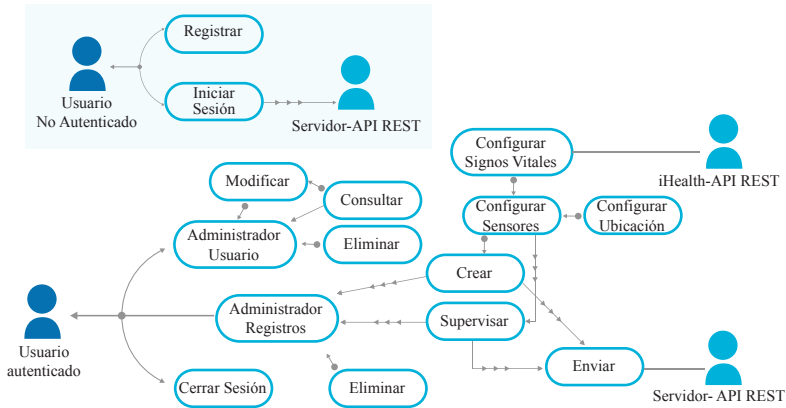 Registrar
Usuario
No Autenticado
Iniciar
Sesión
Servidor-API REST
Configurar
Signos Vitales
iHealth-API REST
Modificar
Consultar
Configurar
Sensores
Configurar
Ubicación
Administrador
Usuario
Eliminar
Crear
Administrador
Registros
Supervisar
Usuario
autenticado
Cerrar Sesión
Eliminar
Enviar
Servidor- API REST